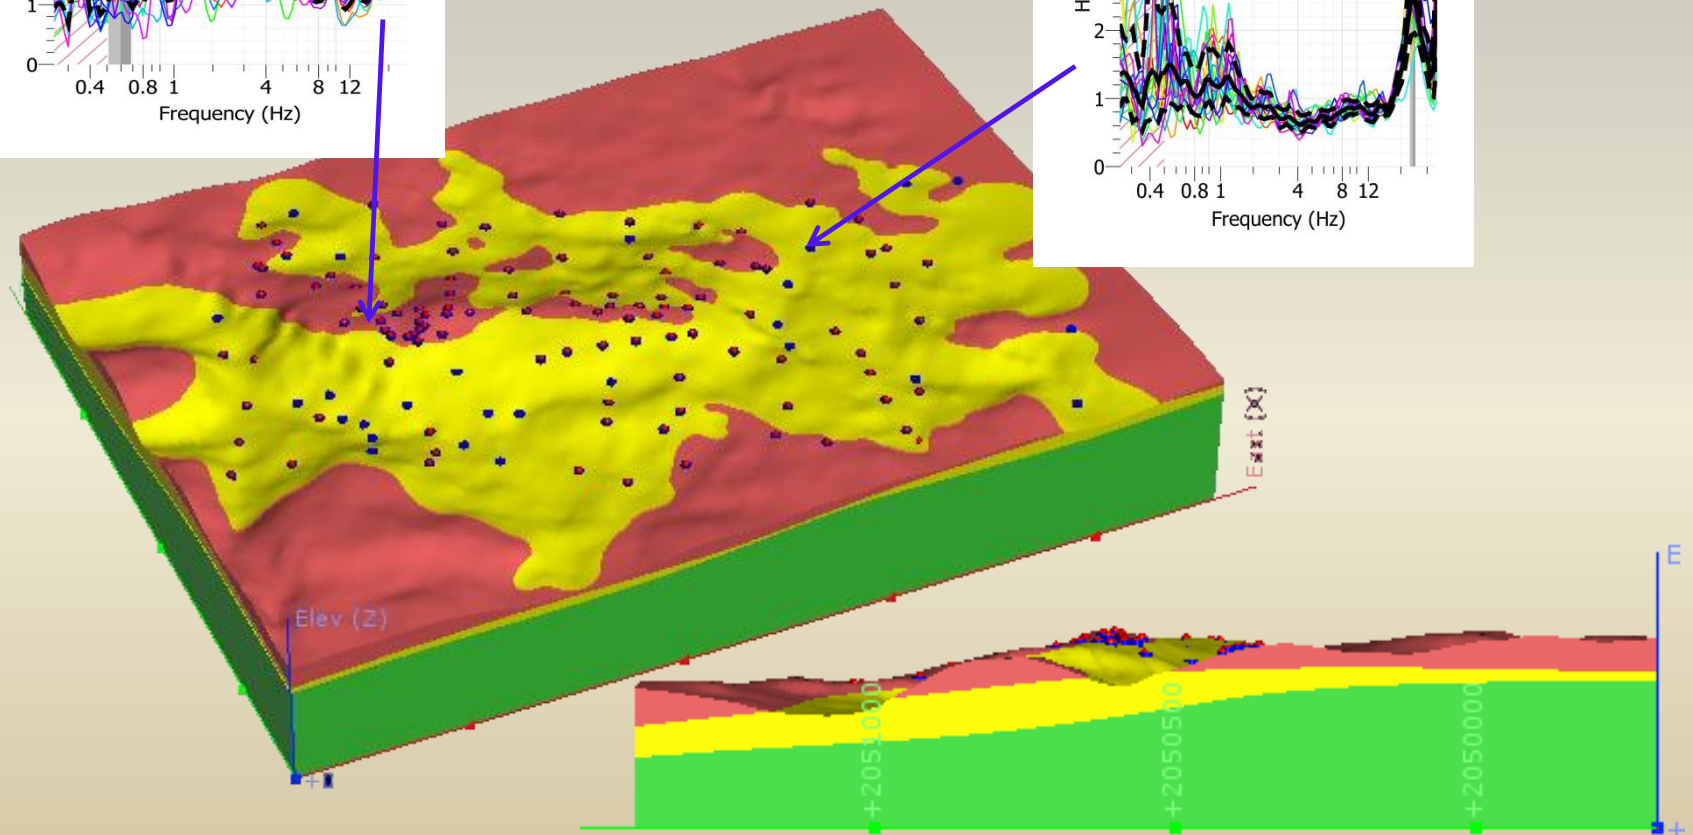 1
0
0.4 0.8 1 4 8 12
Frequency (Hz)
H
2
1
0
0.4 0.8 1 4 8 12
Frequency (Hz)
East (X)
Elev (Z)
+
E
+2051000
+2050500
+2050000
+